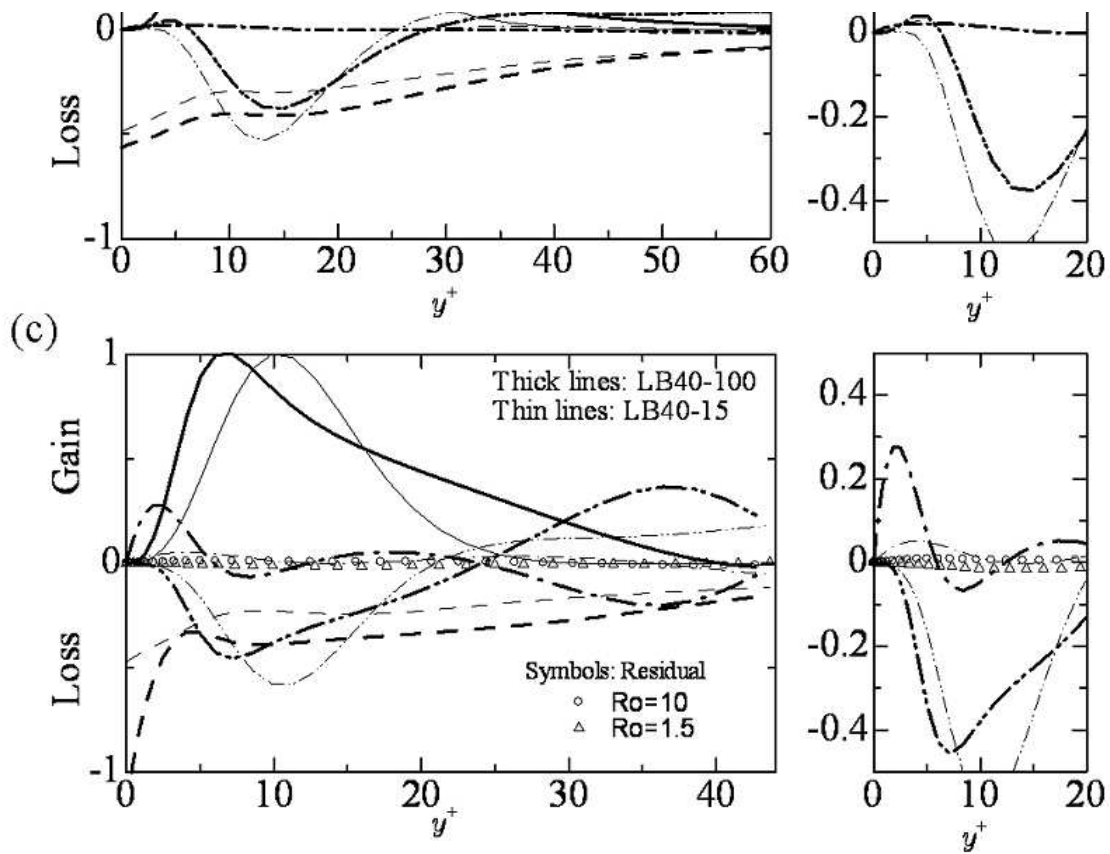 0
Loss
-1
0 10 20 30 40 50 60
y+
0
-0.2
-0.4
0 10 20
y+
(c)
1
Gain
0
Loss
-1
Thick lines: LB40-100
Thin lines: LB40-15
Symbols: Residual
Ro=10
Ro=1.5
0 10 20 30 40
y+
0.4
0.2
0
-0.2
-0.4
0 10 20
y+